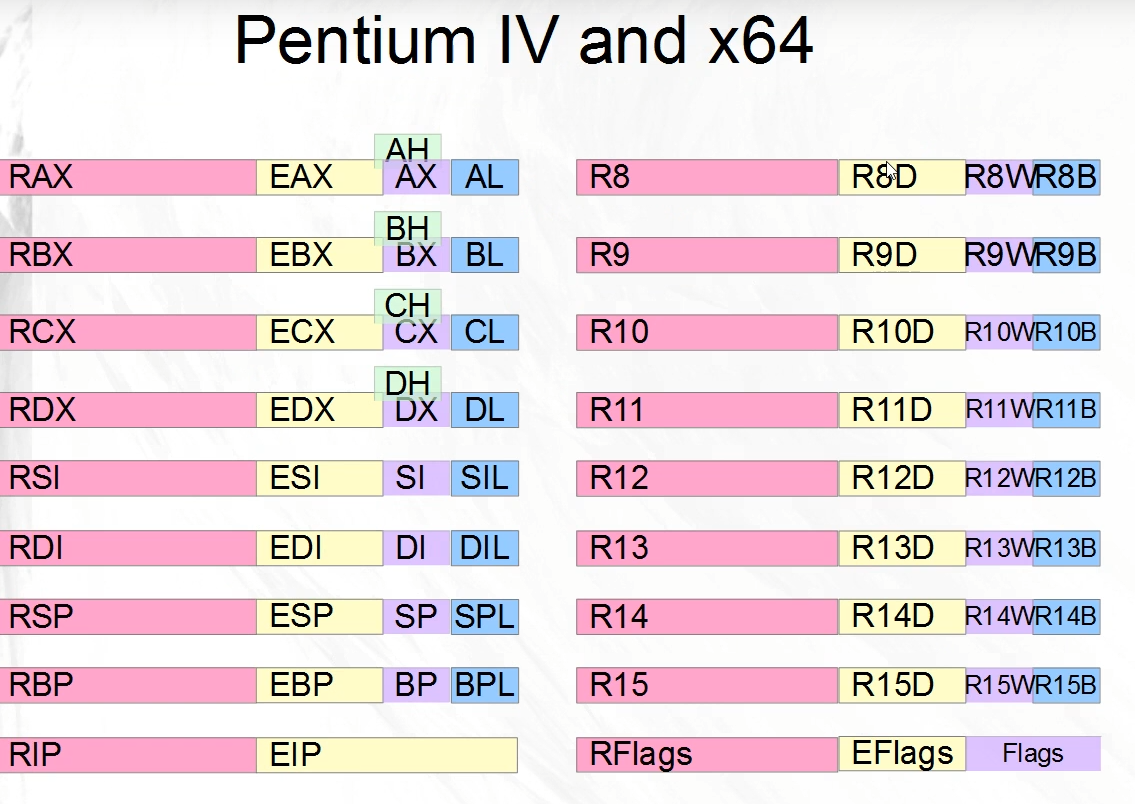 Pentium IV and x64
AH
RAX EAX AX AL R8 R8D R8W R8B
BH
RBX EBX BX BL R9 R9D R9W R9B
CH
RCX ECX CX CL R10 R10D R10W R10B
DH
RDX EDX DX DL R11 R11D R11W R11B
RSI ESI SI SIL R12 R12D R12W R12B
RDI EDI DI DIL R13 R13D R13W R13B
RSP ESP SP SPL R14 R14D R14W R14B
RBP EBP BP BPL R15 R15D R15W R15B
RIP EIP RFlags EFlags Flags